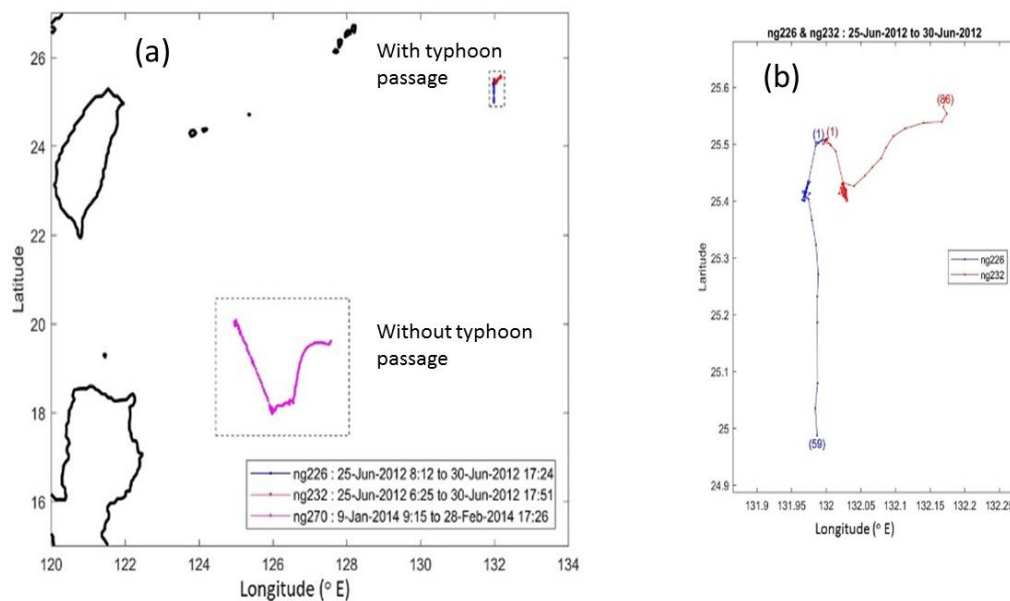 (a)
With typhoon
passage
Without typhoon
passage
26
24
22
20
18
16
Latitude
ng226 : 25-Jun-2012 8:12 to 30-Jun-2012 17:24
ng232 : 25-Jun-2012 6:25 to 30-Jun-2012 17:51
ng270 : 9-Jan-2014 9:15 to 28-Feb-2014 17:26
120 122 124 126 128 130 132 134
Longitude (° E)
ng226 & ng232 : 25-Jun-2012 to 30-Jun-2012
(b)
25.6
25.5
25.4
25.3
25.2
25.1
25
24.9
Laritude
(86)
(1) (1)
ng226
ng232
(59)
131.9 131.95 132 132.05 132.1 132.15 132.2 132.25
Longitude (° E)